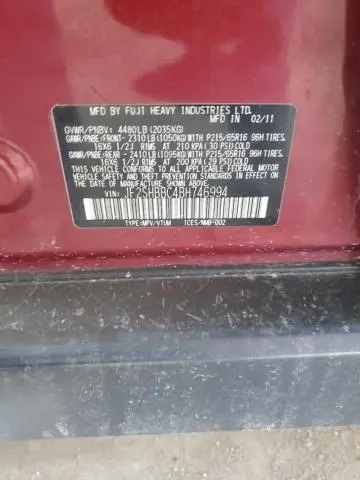 MFD. BY FUJI HEAVY INDUSTRIES LTD.
MFD IN 02/11
GVWR/PNBV: 4480LB(2035KG)
GAWR/PNBE:FRONT- 2310LB(1050KG)WITH P215/65R16 96H TIRES,
16X6 1/2J RIMS AT 210 KPA(30 PSI)COLD
GAWR/PNBE:REAR - 2410LB(1095KG)WITH P215/65R16 96H TIRES,
16X6 1/2J RIMS AT 200 KPA(29 PSI)COLD
THIS VEHICLE CONFORMS TO ALL APPLICABLE
FEDERAL MOTOR VEHICLE SAFETY STANDARDS IN
EFFECT ON THE DATE OF MANUFACTURE SHOWN ABOVE.
VIN: JF2SHBBC4BH746994
TYPE:MPV/VTUM ICES/NMB-002